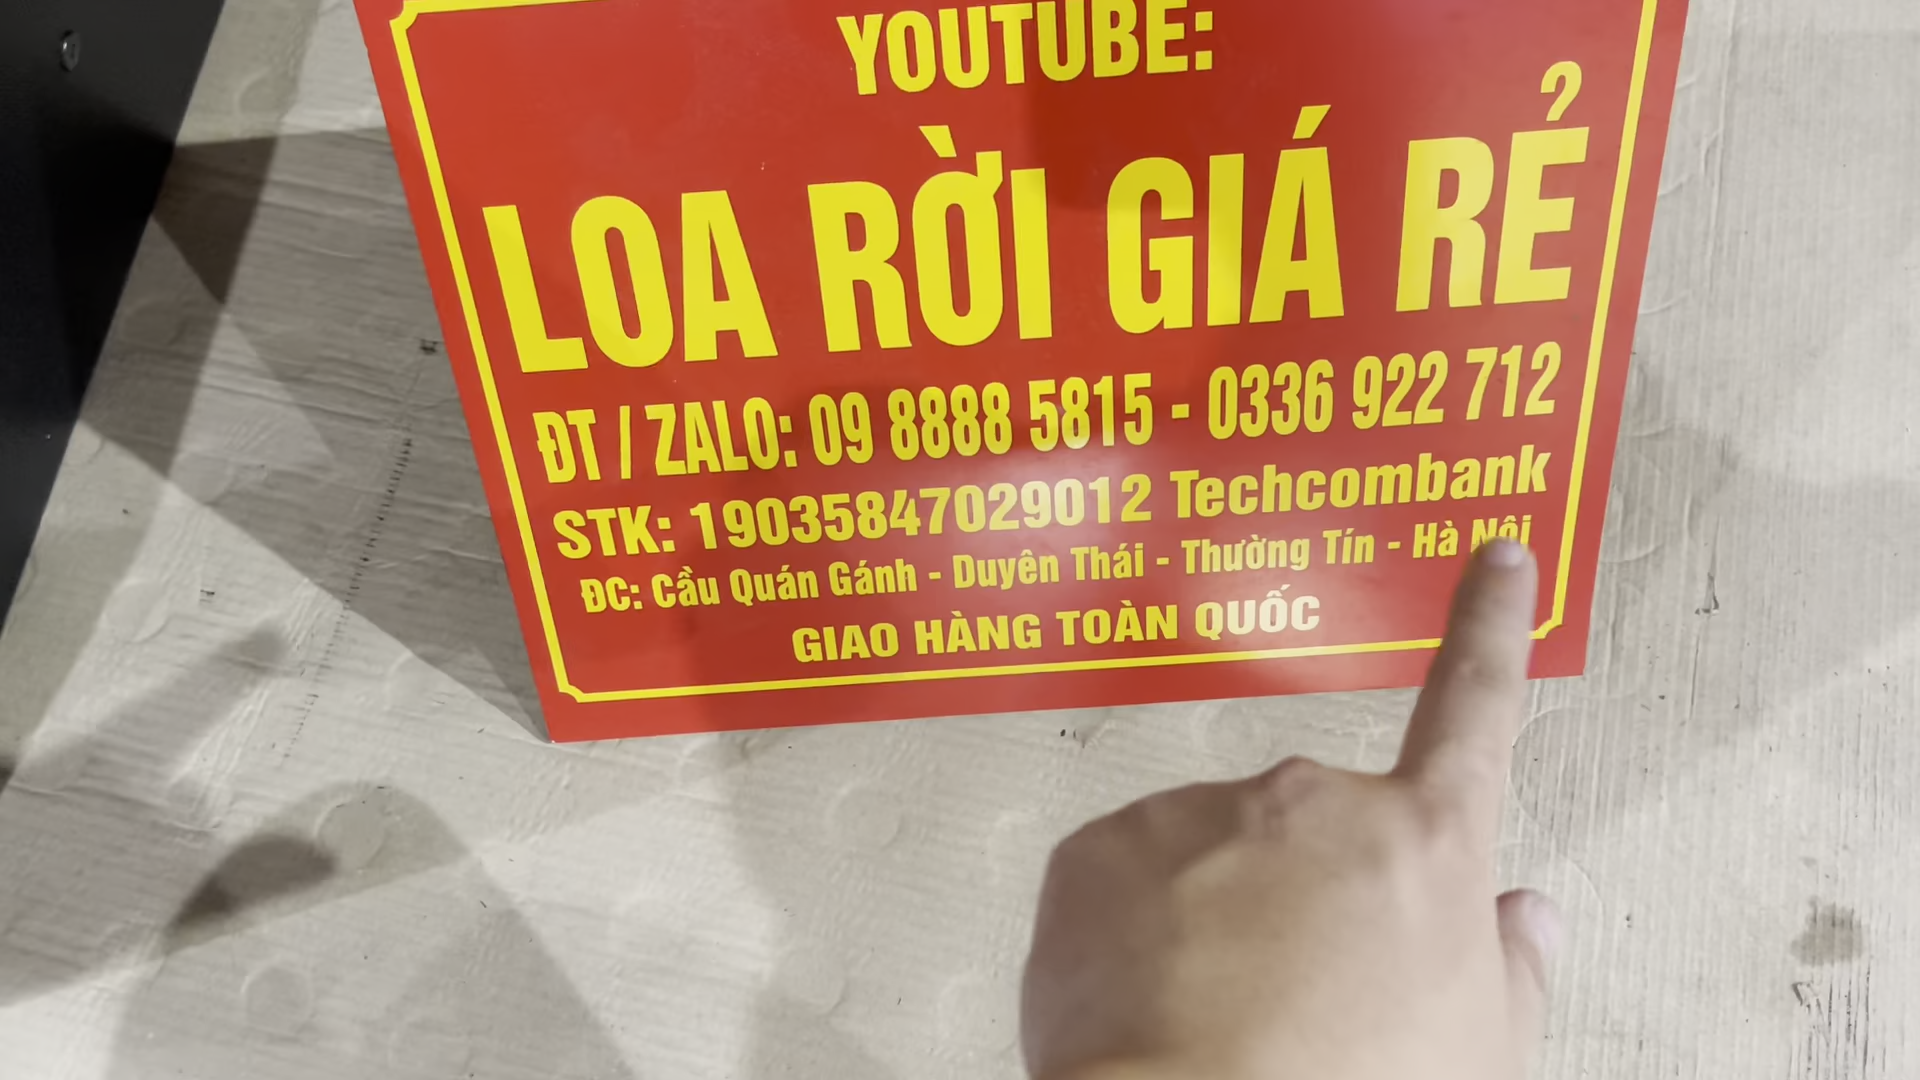 YOUTUBE:
LOA RỜI GIÁ RẺ
ĐT / ZALO: 09 8888 5815 - 0336 922 712
STK: 19035847029012 Techcombank
ĐC: Cầu Quán Gánh - Duyên Thái - Thường Tín - Hà Nội
GIAO HÀNG TOÀN QUỐC